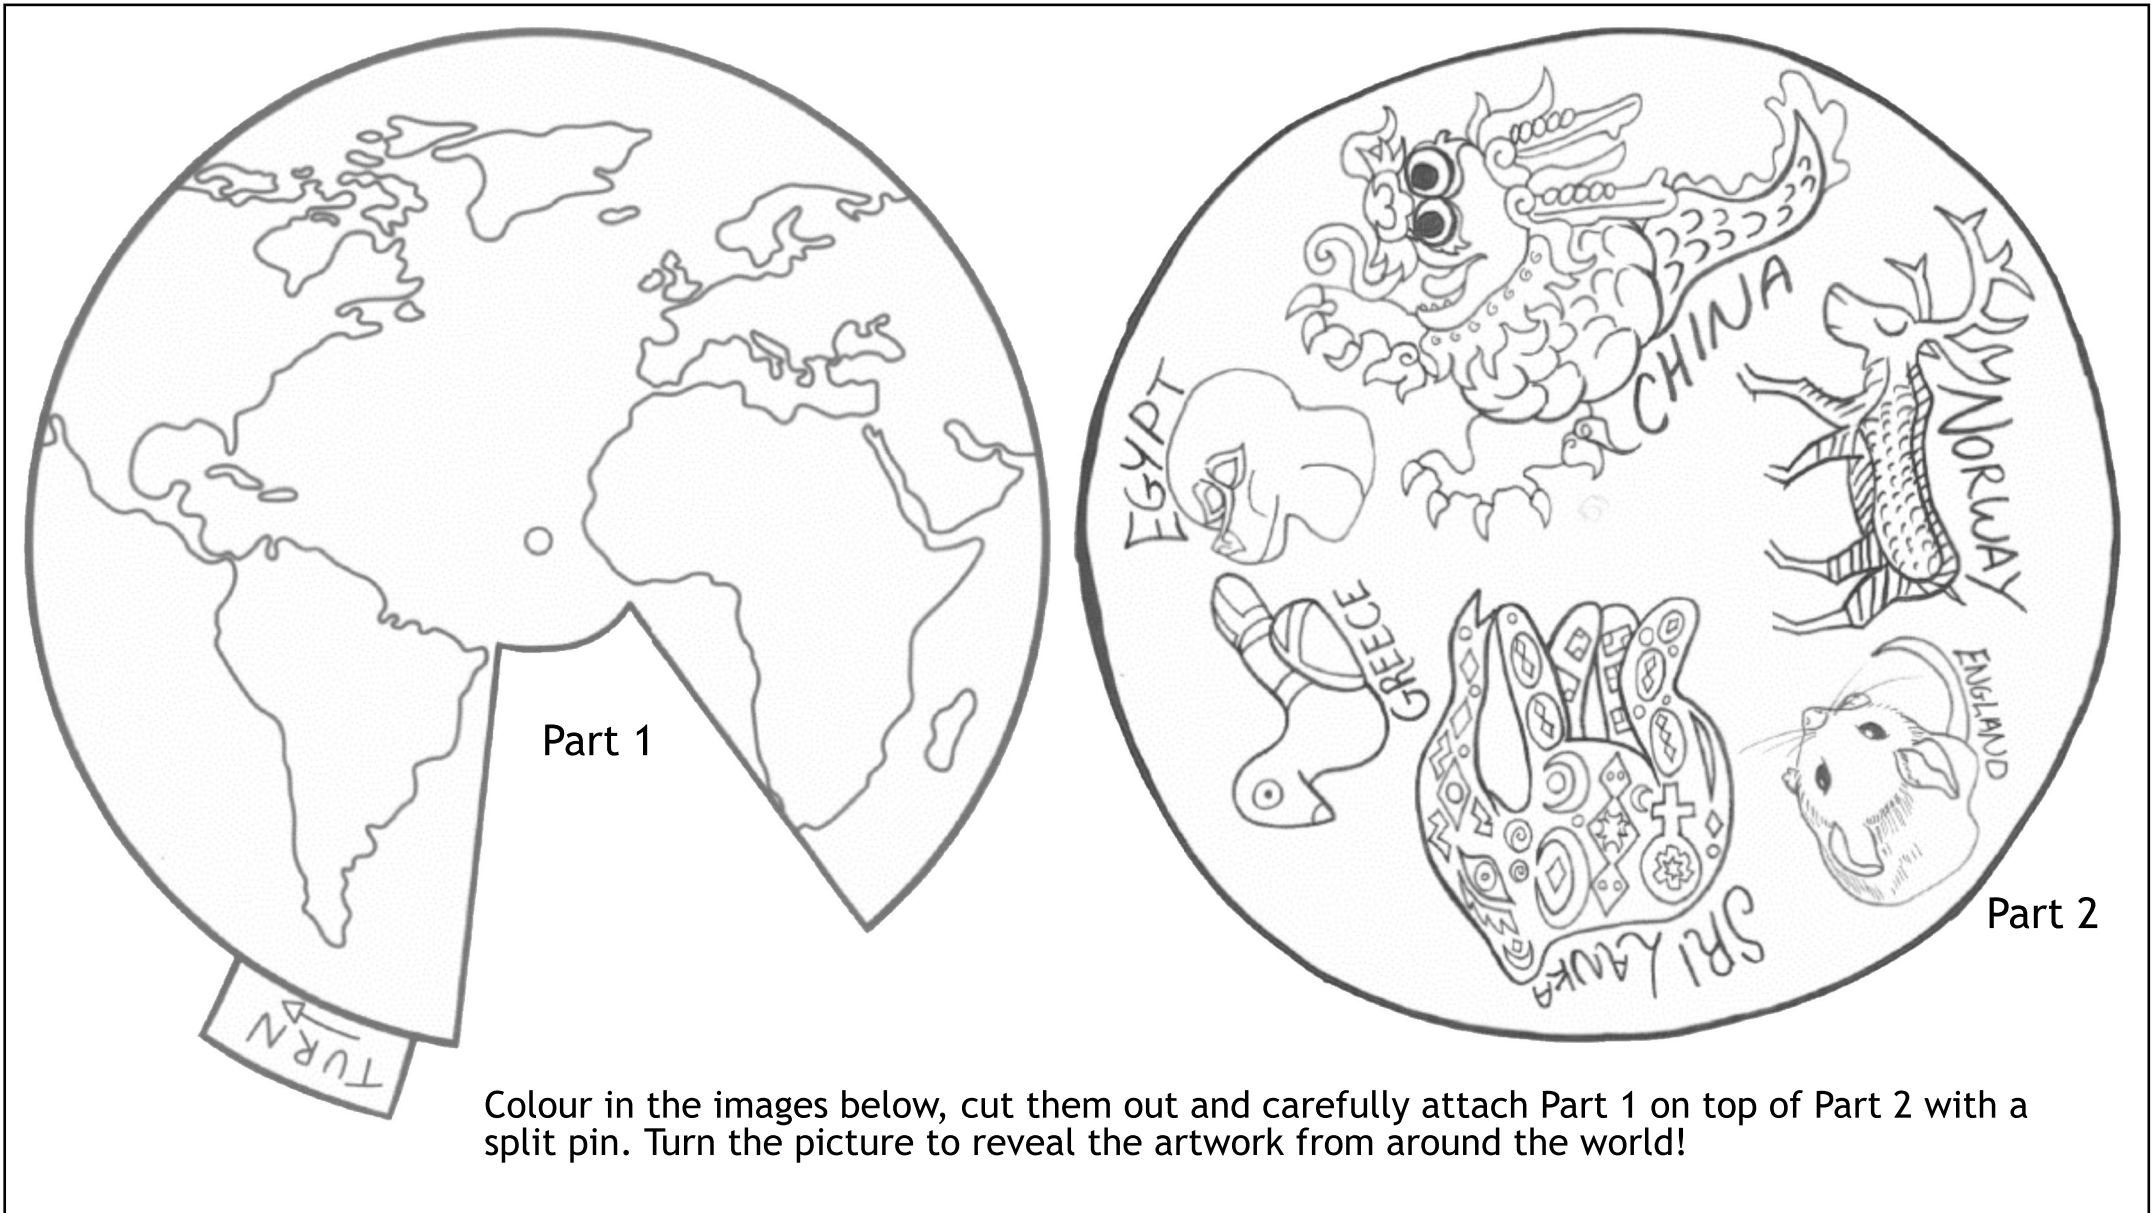 Part 1
TURN
CHINA
NORWAY
EGYPT
GREECE
ENGLAND
SRI LANKA
Part 2
Colour in the images below, cut them out and carefully attach Part 1 on top of Part 2 with a
split pin. Turn the picture to reveal the artwork from around the world!